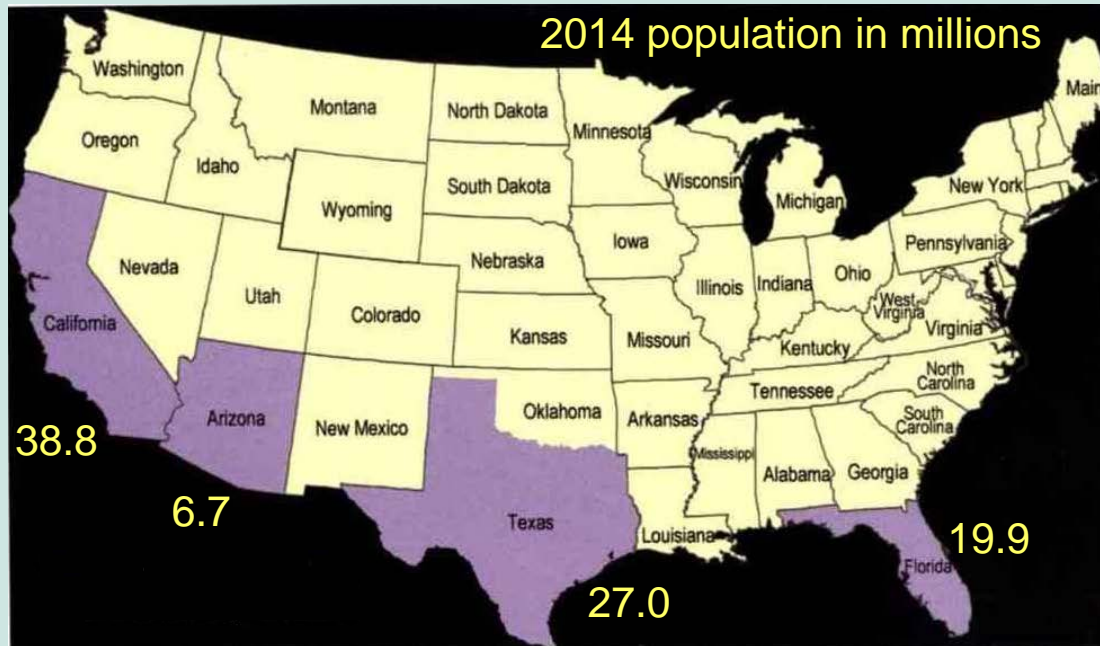 2014 population in millions
Washington
Main
Montana
North Dakota
Minnesota
Oregon
Idaho
South Dakota
Wisconsin
Michigan
New York
Wyoming
Iowa
Pennsylvania
Nevada
Nebraska
Illinois
Indiana
Ohio
Utah
Colorado
West
Virginia
Virginia
California
Kansas
Missouri
Kentucky
North
Carolina
Tennessee
Arizona
New Mexico
Oklahoma
Arkansas
South
Carolina
38.8
Mississippi
Alabama
Georgia
6.7
Texas
Louisiana
19.9
Florida
27.0